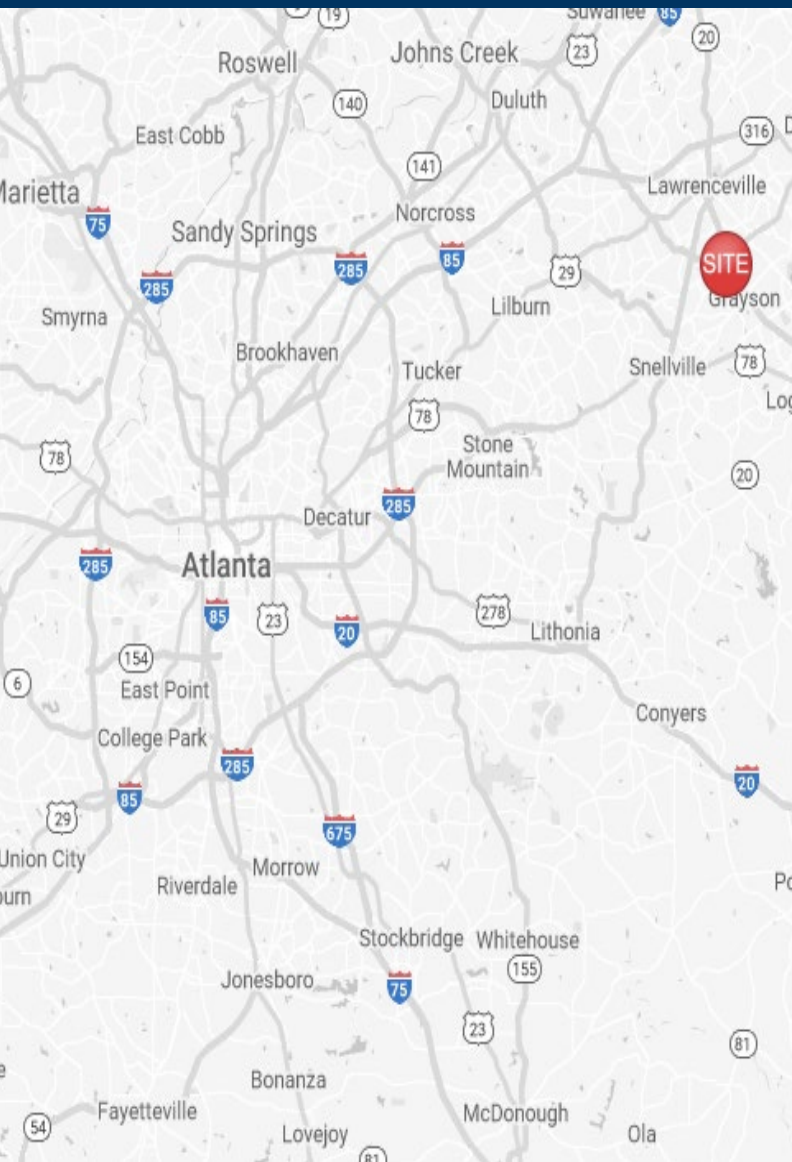 19
Suwanee
85
20
Roswell
Johns Creek
23
140
Duluth
316
East Cobb
141
Lawrenceville
Marietta
75
Norcross
Sandy Springs
285
85
29
SITE
285
Lilburn
Grayson
Smyrna
Brookhaven
Tucker
Snellville
78
78
Stone
Mountain
78
20
285
Decatur
285
Atlanta
85
23
20
278
Lithonia
154
6
East Point
Conyers
College Park
285
20
85
29
675
Union City
Morrow
Riverdale
Stockbridge
Whitehouse
155
Jonesboro
75
23
81
Bonanza
Fayetteville
McDonough
54
Lovejoy
Ola
81